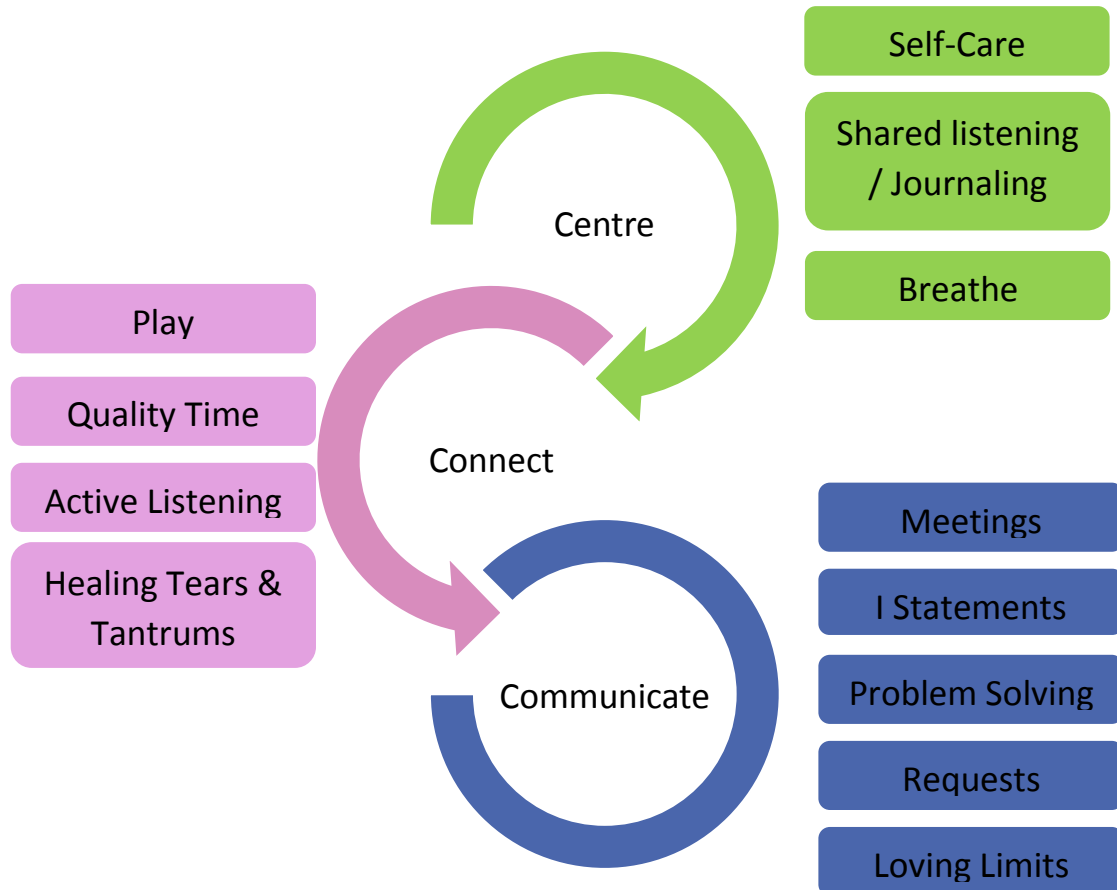 Self-Care
Shared listening
/ Journaling
Breathe
Centre
Play
Quality Time
Active Listening
Healing Tears &
Tantrums
Connect
Meetings
I Statements
Problem Solving
Requests
Loving Limits
Communicate